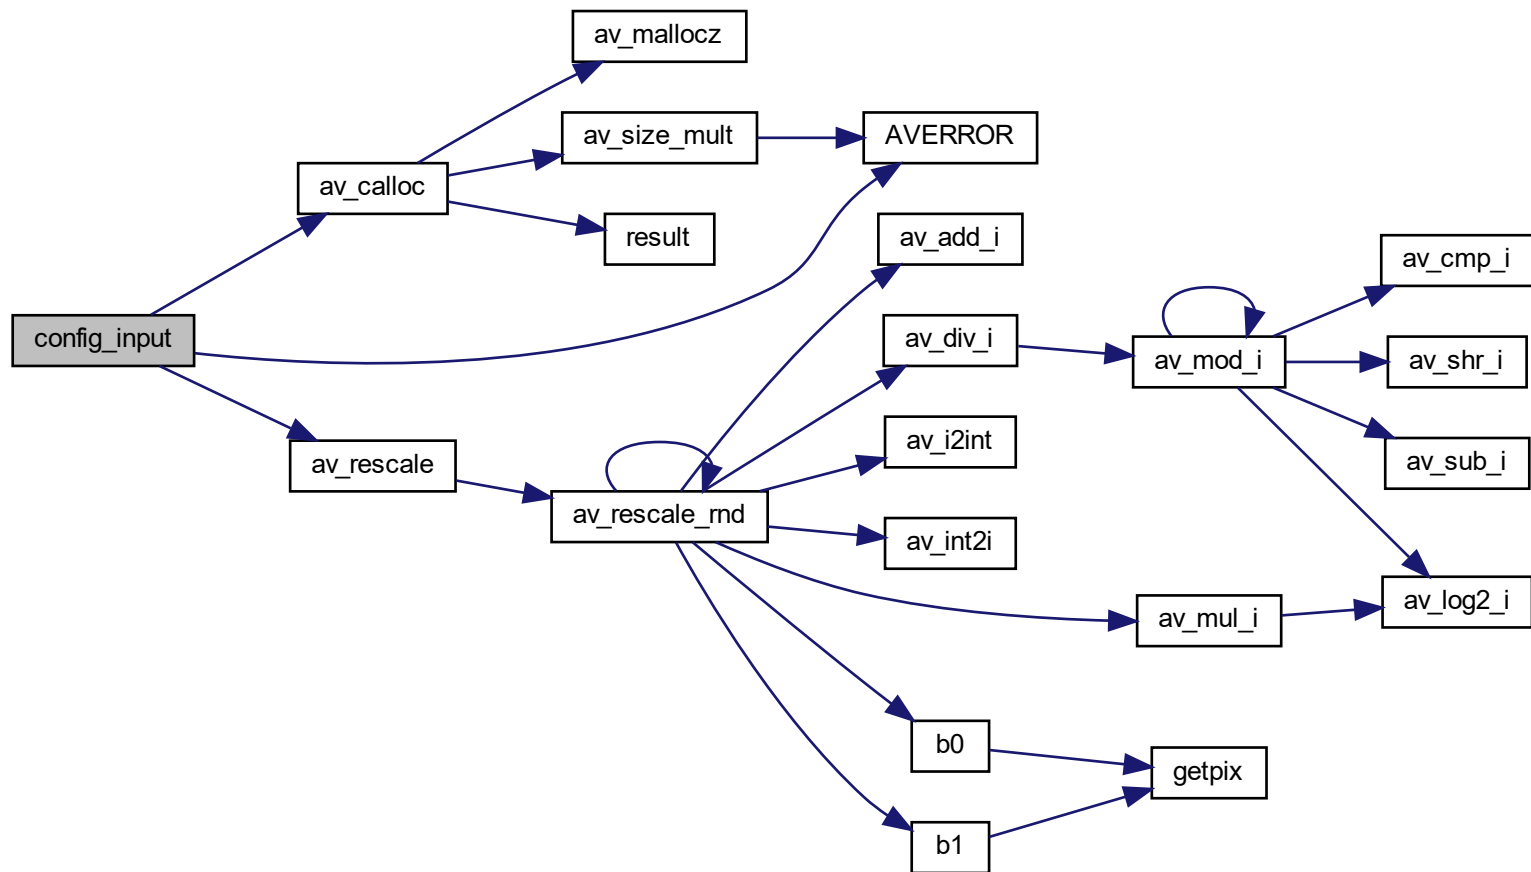 av_mallocz
av_size_mult
AVERROR
av_calloc
result
av_add_i
av_cmp_i
config_input
av_div_i
av_mod_i
av_shr_i
av_rescale
av_i2int
av_sub_i
av_rescale_rnd
av_int2i
av_mul_i
av_log2_i
b0
getpix
b1